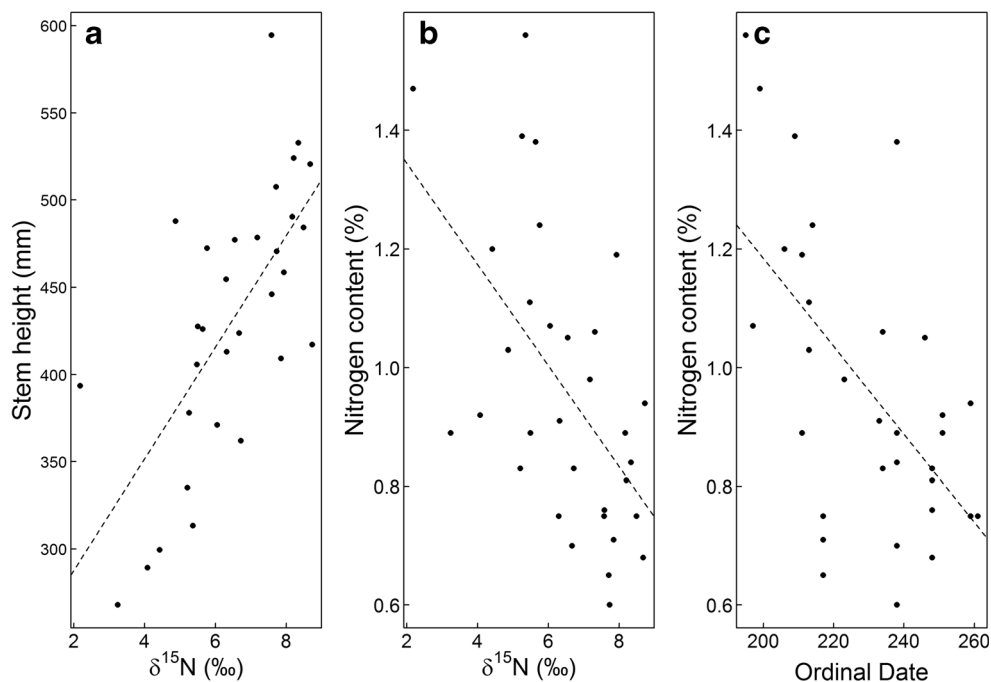 a
b
c
600
550
500
450
400
350
300
Stem height (mm)
2 4 6 8
δ¹⁵N (‰)
1.4
1.2
1.0
0.8
0.6
Nitrogen content (%)
2 4 6 8
δ¹⁵N (‰)
1.4
1.2
1.0
0.8
0.6
Nitrogen content (%)
200 220 240 260
Ordinal Date